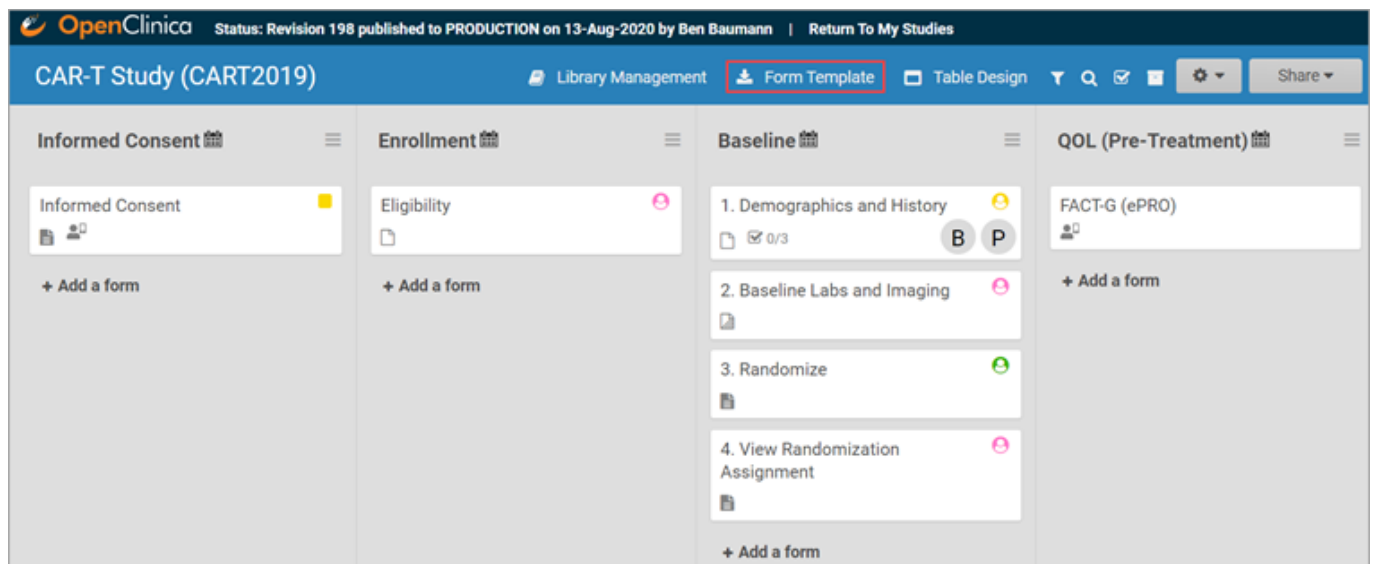 OpenClinica Status: Revision 198 published to PRODUCTION on 13-Aug-2020 by Ben Baumann | Return To My Studies
CAR-T Study (CART2019) Library Management Form Template Table Design Share
Informed Consent
Informed Consent
+ Add a form
Enrollment
Eligibility
+ Add a form
Baseline
1. Demographics and History
0/3 B P
2. Baseline Labs and Imaging
3. Randomize
4. View Randomization
Assignment
+ Add a form
QOL (Pre-Treatment)
FACT-G (ePRO)
+ Add a form